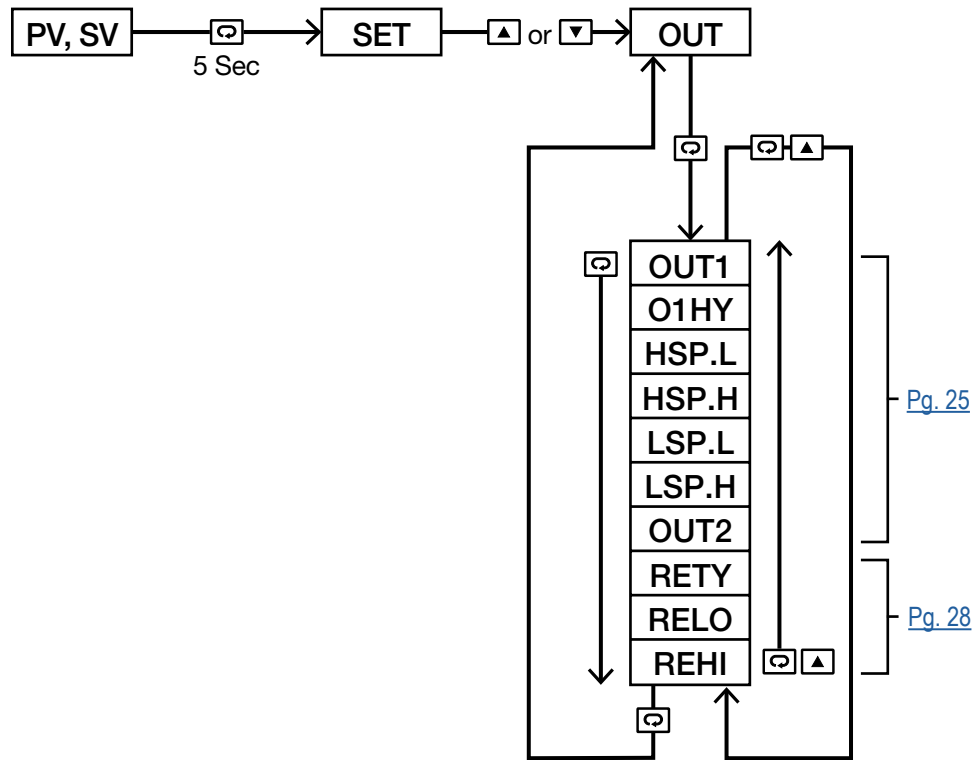 PV, SV
5 Sec
SET
or
OUT
OUT1
O1HY
HSP.L
HSP.H
LSP.L
LSP.H
OUT2
RETY
RELO
REHI
Pg. 25
Pg. 28